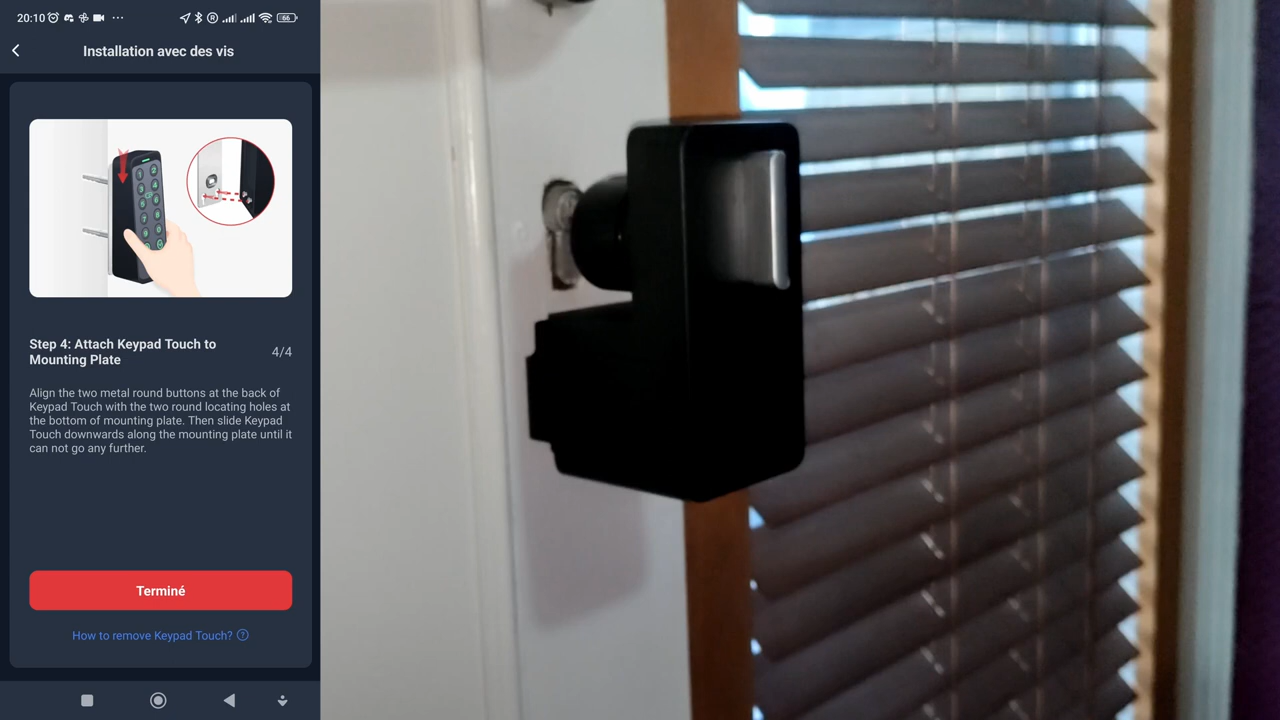 20:10
66
Installation avec des vis
Step 4: Attach Keypad Touch to
Mounting Plate
4/4
Align the two metal round buttons at the back of
Keypad Touch with the two round locating holes at
the bottom of mounting plate. Then slide Keypad
Touch downwards along the mounting plate until it
can not go any further.
Terminé
How to remove Keypad Touch? ?